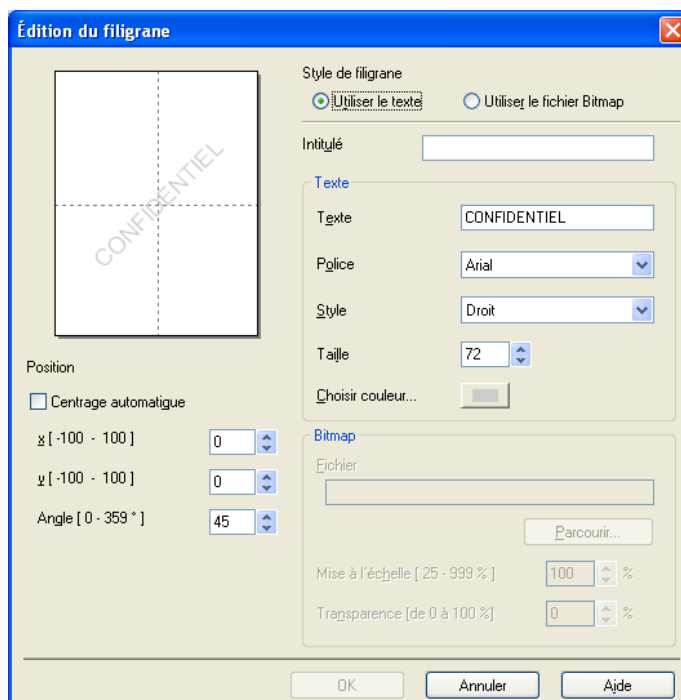 Édition du filigrane
CONFIDENTIEL
Position
Centrage automatique
x [ -100 - 100 ] 0
y [ -100 - 100 ] 0
Angle [ 0 - 359 ° ] 45
Style de filigrane
Utiliser le texte Utiliser le fichier Bitmap
Intitulé
Texte
Texte CONFIDENTIEL
Police Arial
Style Droit
Taille 72
Choisir couleur...
Bitmap
Fichier
Parcourir...
Mise à l'échelle [ 25 - 999 % ] 100 %
Transparence [de 0 à 100 %] 0 %
OK Annuler Aide